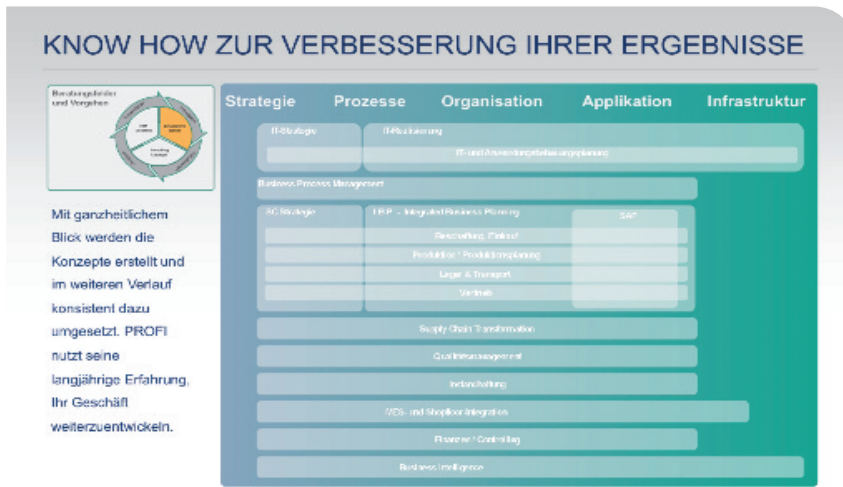 KNOW HOW ZUR VERBESSERUNG IHRER ERGEBNISSE
Beratungsfelder
und Vorgehen
Mit ganzheitlichem
Blick werden die
Konzepte erstellt und
im weiteren Verlauf
konsistent dazu
umgesetzt. PROFI
nutzt seine
langjährige Erfahrung,
Ihr Geschäft
weiterzuentwickeln.
Strategie Prozesse Organisation Applikation Infrastruktur
IT-Strategie IT-Realisierung
IT- und Anwendungsbebauungsplanung
Business Process Management
SC Strategie - Integrated Business Planning SAP
Beschaffung, Einkauf
Produktion / Produktionsplanung
Lager & Transport
Vertrieb
Supply Chain Transformation
Qualitätsmanagement
Instandhaltung
MES- und Shopfloor Integration
Finanzen / Controlling
Business Intelligence